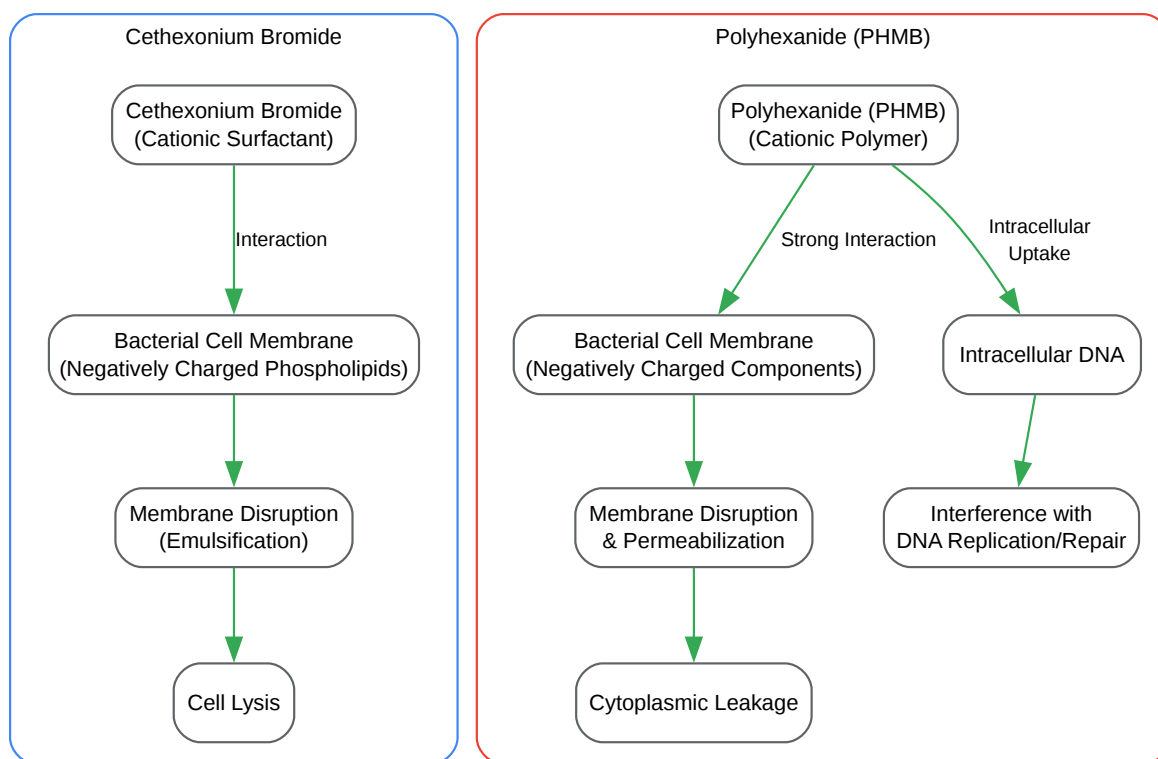 Cethexonium Bromide
Cethexonium Bromide
(Cationic Surfactant)
Interaction
Bacterial Cell Membrane
(Negatively Charged Phospholipids)
Membrane Disruption
(Emulsification)
Cell Lysis
Polyhexanide (PHMB)
Polyhexanide (PHMB)
(Cationic Polymer)
Strong Interaction
Intracellular
Uptake
Bacterial Cell Membrane
(Negatively Charged Components)
Intracellular DNA
Membrane Disruption
& Permeabilization
Interference with
DNA Replication/Repair
Cytoplasmic Leakage